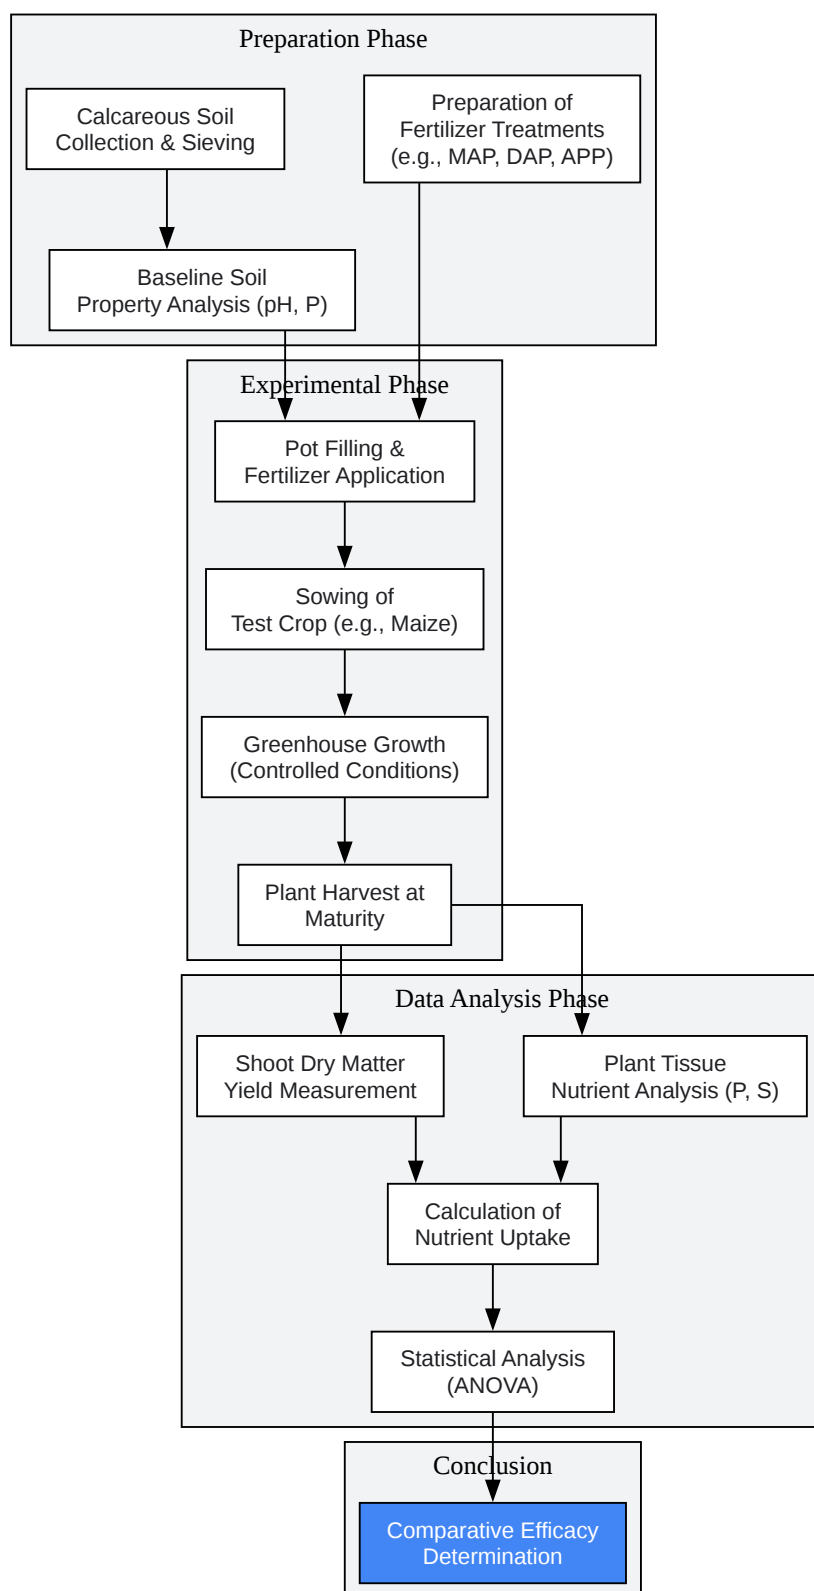 Preparation Phase
Calcareous Soil
Collection & Sieving
Preparation of
Fertilizer Treatments
(e.g., MAP, DAP, APP)
Baseline Soil
Property Analysis (pH, P)
Experimental Phase
Pot Filling &
Fertilizer Application
Sowing of
Test Crop (e.g., Maize)
Greenhouse Growth
(Controlled Conditions)
Plant Harvest at
Maturity
Data Analysis Phase
Shoot Dry Matter
Yield Measurement
Plant Tissue
Nutrient Analysis (P, S)
Calculation of
Nutrient Uptake
Statistical Analysis
(ANOVA)
Conclusion
Comparative Efficacy
Determination